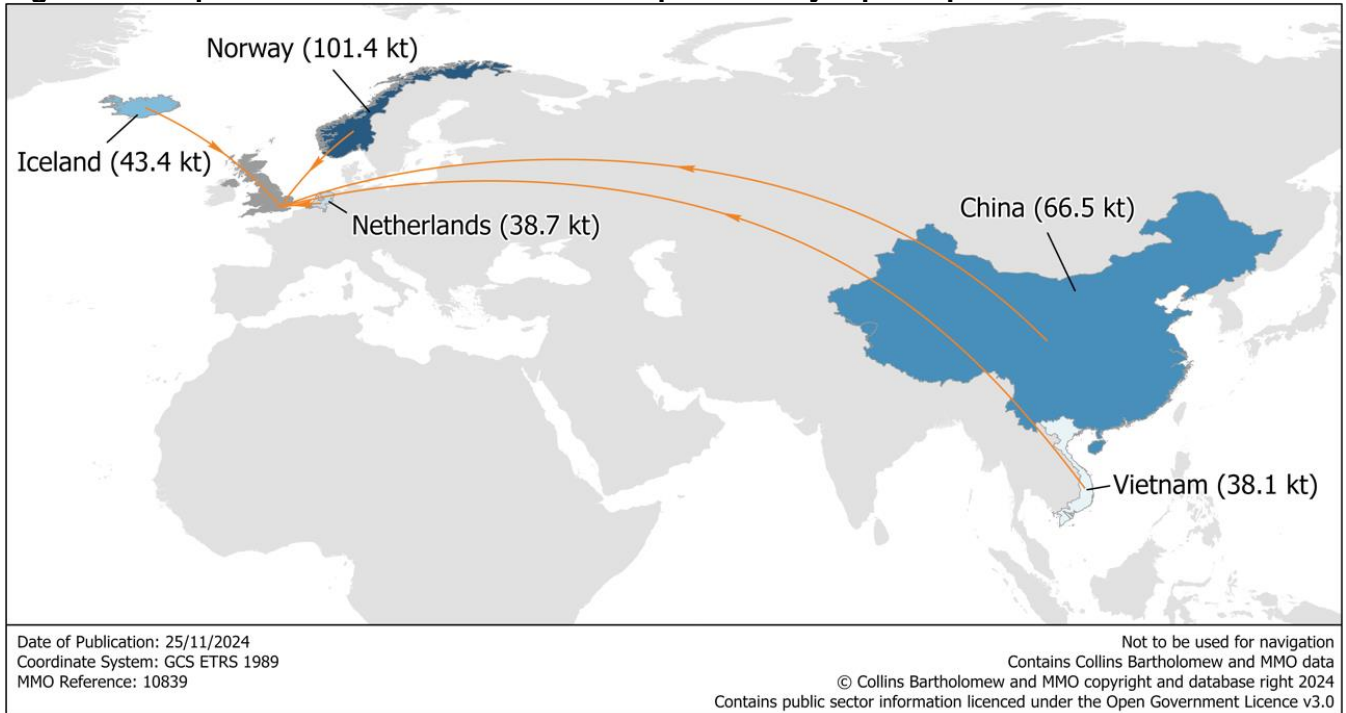 Norway (101.4 kt)
Iceland (43.4 kt)
Netherlands (38.7 kt)
China (66.5 kt)
Vietnam (38.1 kt)
Date of Publication: 25/11/2024
Coordinate System: GCS ETRS 1989
MMO Reference: 10839
Not to be used for navigation
Contains Collins Bartholomew and MMO data
© Collins Bartholomew and MMO copyright and database right 2024
Contains public sector information licenced under the Open Government Licence v3.0